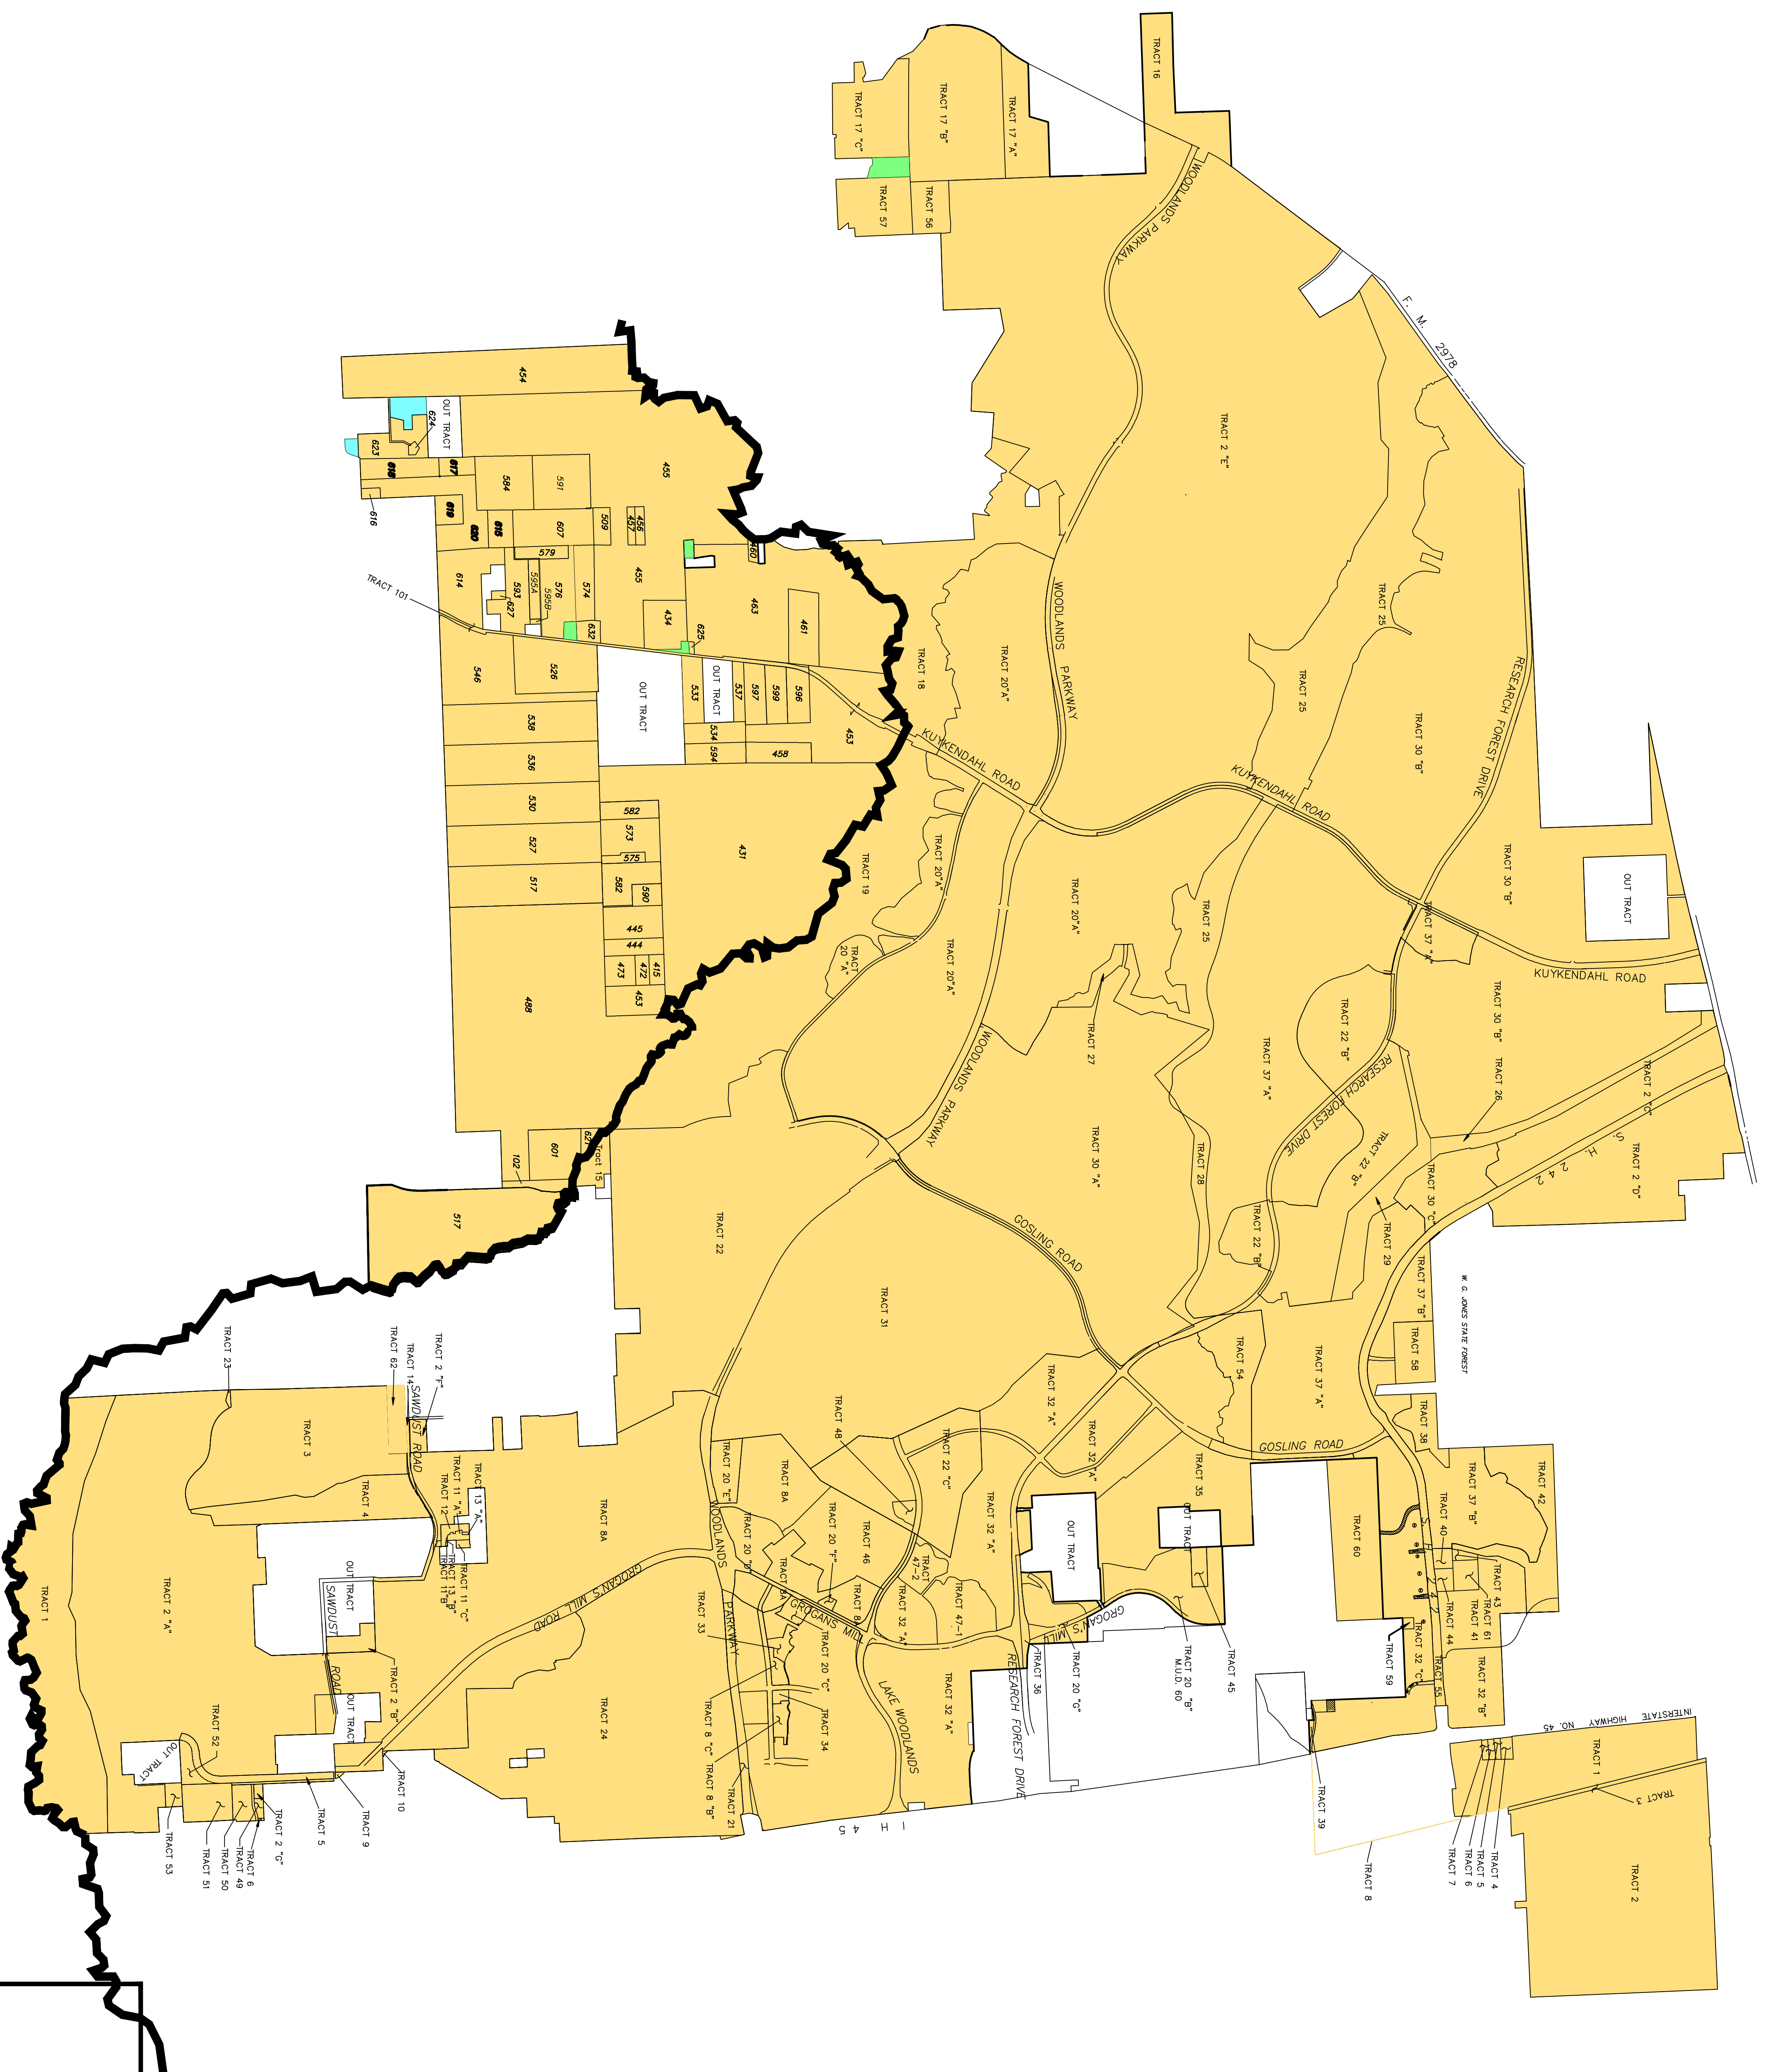 TRACT 16
TRACT 17 "A"
TRACT 17 "B"
TRACT 17 "C"
TRACT 56
TRACT 57
WOODLANDS
PARKWAY
F. M. 2978
TRACT 2 "E"
TRACT 25
TRACT 25
RESEARCH FOREST DRIVE
TRACT 30 "B"
TRACT 30 "B"
OUT TRACT
KUYKENDAHL ROAD
WOODLANDS PARKWAY
TRACT 20"A"
TRACT 18
KUYKENDAHL ROAD
KUYKENDAHL ROAD
TRACT 37 "A"
TRACT 25
TRACT 20"A"
TRACT 20"A"
TRACT 19
TRACT
20 "A"
TRACT 20"A"
TRACT 27
WOODLANDS PARKWAY
TRACT 22 "B"
TRACT 30 "B"
TRACT 26
TRACT 2 "C"
S. H. 242
TRACT 2 "D"
TRACT 37 "A"
RESEARCH FOREST DRIVE
TRACT 22 "B"
TRACT 30 "C"
TRACT 29
TRACT 30 "A"
TRACT 28
TRACT 22 "B"
TRACT 37 "B"
W. G. JONES STATE FOREST
TRACT 58
GOSLING ROAD
TRACT 22
TRACT 31
TRACT 54
TRACT 37 "A"
TRACT 38
454
OUT TRACT
624
623
618
617
616
584
591
455
619
620
615
607
509
456
457
460
614
579
593
595A
595B
576
574
627
632
455
434
463
461
625
TRACT 101
546
526
OUT TRACT
533
OUT TRACT
537
597
599
596
534
594
458
453
538
536
530
527
517
582
573
575
582
590
431
445
444
473
472
415
453
488
601
621
Tract 15
102
517
TRACT 23
TRACT 62
TRACT 14
TRACT 2 "F"
SAWDUST ROAD
TRACT 3
TRACT 4
TRACT 12
TRACT 11 "A"
TRACT 13 "A"
TRACT 11"B"
TRACT 13 "B"
TRACT 11 "C"
OUT TRACT
SAWDUST ROAD
TRACT 2 "B"
OUT TRACT
TRACT 1
TRACT 2 "A"
TRACT 52
OUT TRACT
TRACT 53
TRACT 51
TRACT 50
TRACT 49
TRACT 6
TRACT 2 "G"
TRACT 5
TRACT 9
TRACT 10
TRACT 8A
GROGAN'S MILL ROAD
TRACT 24
TRACT 20 "E"
TRACT 8A
TRACT 48
TRACT 22 "C"
TRACT 32 "A"
TRACT 32 "A"
TRACT 32 "A"
GOSLING ROAD
TRACT 35
OUT TRACT
OUT TRACT
WOODLANDS
PARKWAY
TRACT 20 "D"
TRACT 8A
TRACT 20 "F"
TRACT 46
TRACT 8A
TRACT
47-2
TRACT 47-1
TRACT 32 "A"
GROGANS MILL
TRACT 33
TRACT 20 "C"
TRACT 34
TRACT 8 "C"
TRACT 8 "B"
TRACT 21
LAKE WOODLANDS
TRACT 32 "A"
I H 45
RESEARCH FOREST DRIVE
TRACT 36
TRACT 20 "G"
GROGAN'S MILL
TRACT 20 "B"
M.U.D. 60
TRACT 45
TRACT 60
S. H. 242
TRACT 42
TRACT 37 "B"
TRACT 40
TRACT 43
TRACT 61
TRACT 41
TRACT 44
TRACT 32 "C"
TRACT 55
TRACT 32 "B"
TRACT 59
TRACT 39
INTERSTATE HIGHWAY NO. 45
TRACT 1
TRACT 3
TRACT 2
TRACT 4
TRACT 5
TRACT 6
TRACT 7
TRACT 8